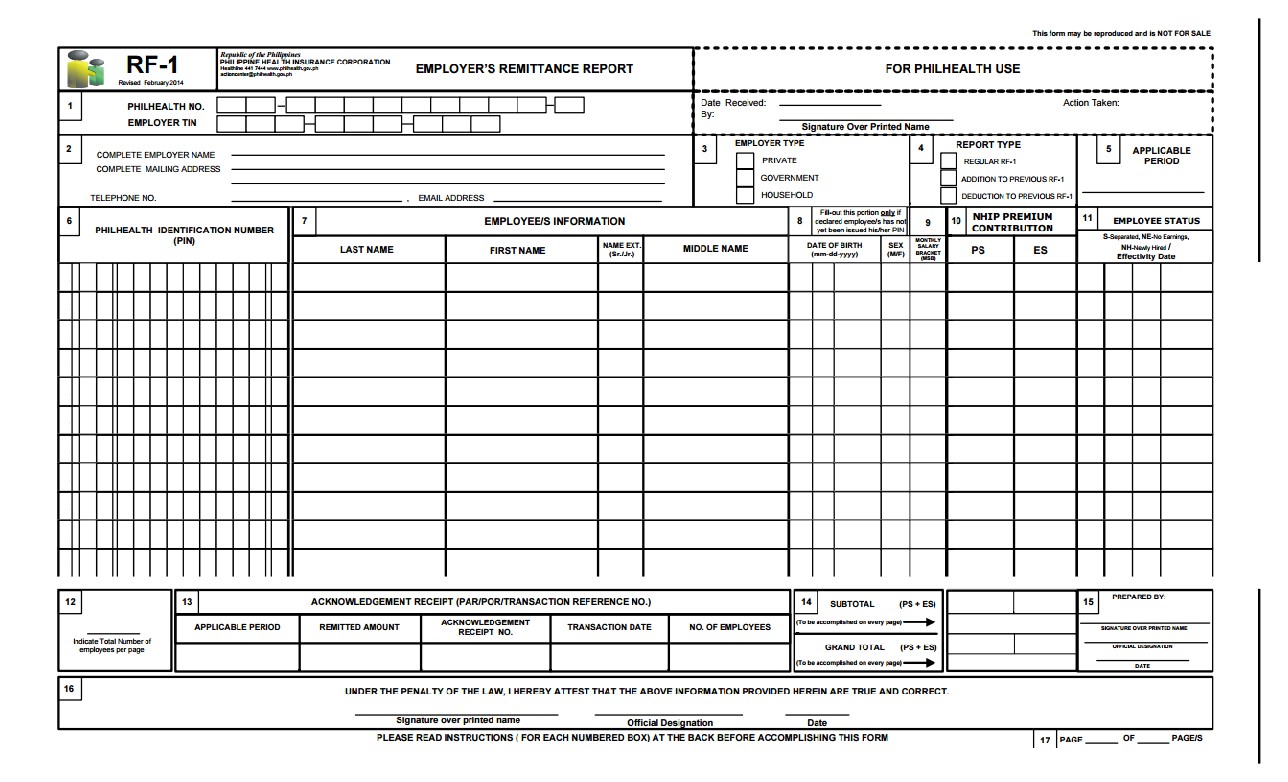 This form may be reproduced and is NOT FOR SALE
RF-1
Revised February 2014
Republic of the Philippines
PHILIPPINE HEALTH INSURANCE CORPORATION
Healthline 441 7444 www.philhealth.gov.ph
actioncenter@philhealth.gov.ph
EMPLOYER'S REMITTANCE REPORT
FOR PHILHEALTH USE
1
PHILHEALTH NO.
EMPLOYER TIN
Date Received:
By:
Action Taken:
Signature Over Printed Name
2
COMPLETE EMPLOYER NAME
COMPLETE MAILING ADDRESS
TELEPHONE NO. , EMAIL ADDRESS
3
EMPLOYER TYPE
PRIVATE
GOVERNMENT
HOUSEHOLD
4
REPORT TYPE
REGULAR RF-1
ADDITION TO PREVIOUS RF-1
DEDUCTION TO PREVIOUS RF-1
5
APPLICABLE
PERIOD
6
PHILHEALTH IDENTIFICATION NUMBER
(PIN)
7
EMPLOYEE/S INFORMATION
LAST NAME
FIRST NAME
NAME EXT.
(Sr./Jr.)
MIDDLE NAME
8
Fill-out this portion only if
declared employee/s has not
yet been issued his/her PIN
DATE OF BIRTH
(mm-dd-yyyy)
SEX
(M/F)
9
MONTHLY
SALARY
BRACKET
(MSB)
10
NHIP PREMIUM
CONTRIBUTION
PS
ES
11
EMPLOYEE STATUS
S-Separated, NE-No Earnings,
NH-Newly Hired /
Effectivity Date
12
Indicate Total Number of
employees per page
13
ACKNOWLEDGEMENT RECEIPT (PAR/POR/TRANSACTION REFERENCE NO.)
APPLICABLE PERIOD
REMITTED AMOUNT
ACKNOWLEDGEMENT
RECEIPT NO.
TRANSACTION DATE
NO. OF EMPLOYEES
14
SUBTOTAL (PS + ES)
(To be accomplished on every page)
GRAND TOTAL (PS + ES)
(To be accomplished on every page)
15
PREPARED BY:
SIGNATURE OVER PRINTED NAME
OFFICIAL DESIGNATION
DATE
16
UNDER THE PENALTY OF THE LAW, I HEREBY ATTEST THAT THE ABOVE INFORMATION PROVIDED HEREIN ARE TRUE AND CORRECT.
Signature over printed name
Official Designation
Date
PLEASE READ INSTRUCTIONS ( FOR EACH NUMBERED BOX) AT THE BACK BEFORE ACCOMPLISHING THIS FORM
17
PAGE ______ OF ______ PAGE/S